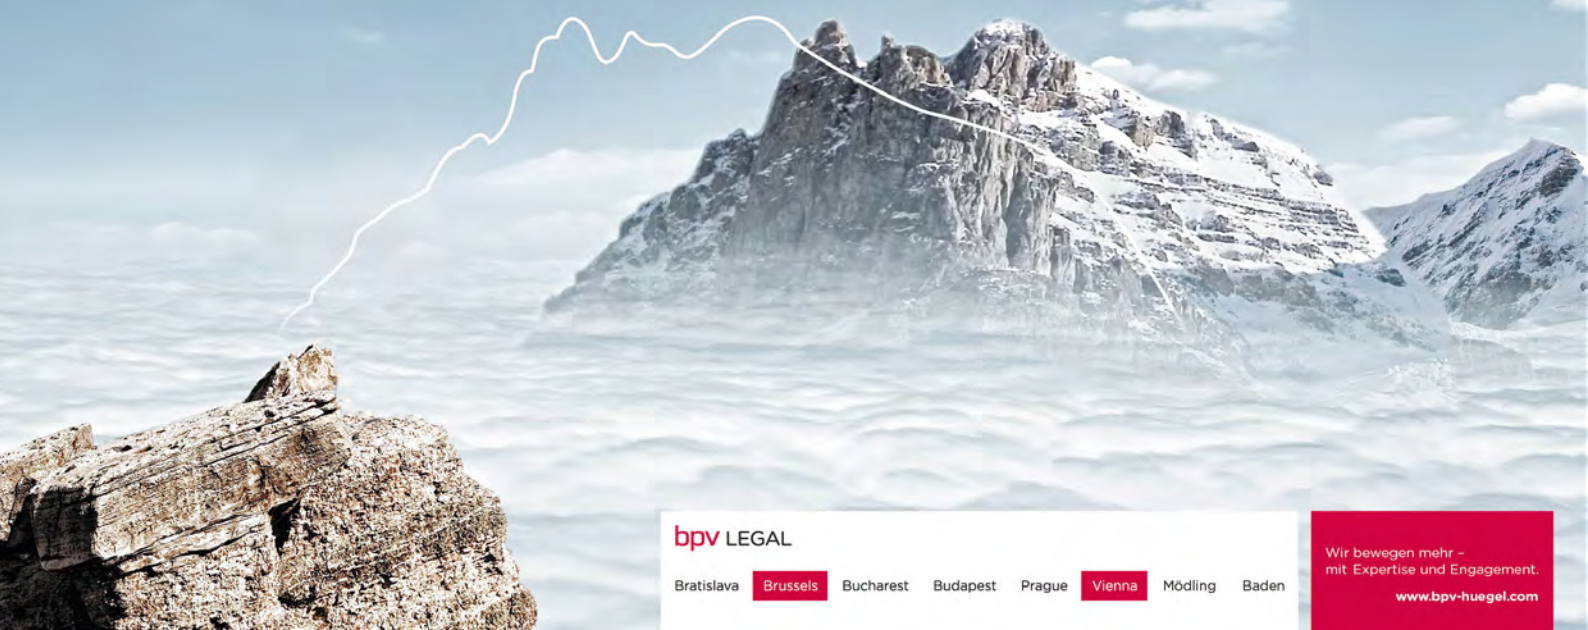 bpv LEGAL
Bratislava Brussels Bucharest Budapest Prague Vienna Mödling Baden
Wir bewegen mehr –
mit Expertise und Engagement.
www.bpv-huegel.com